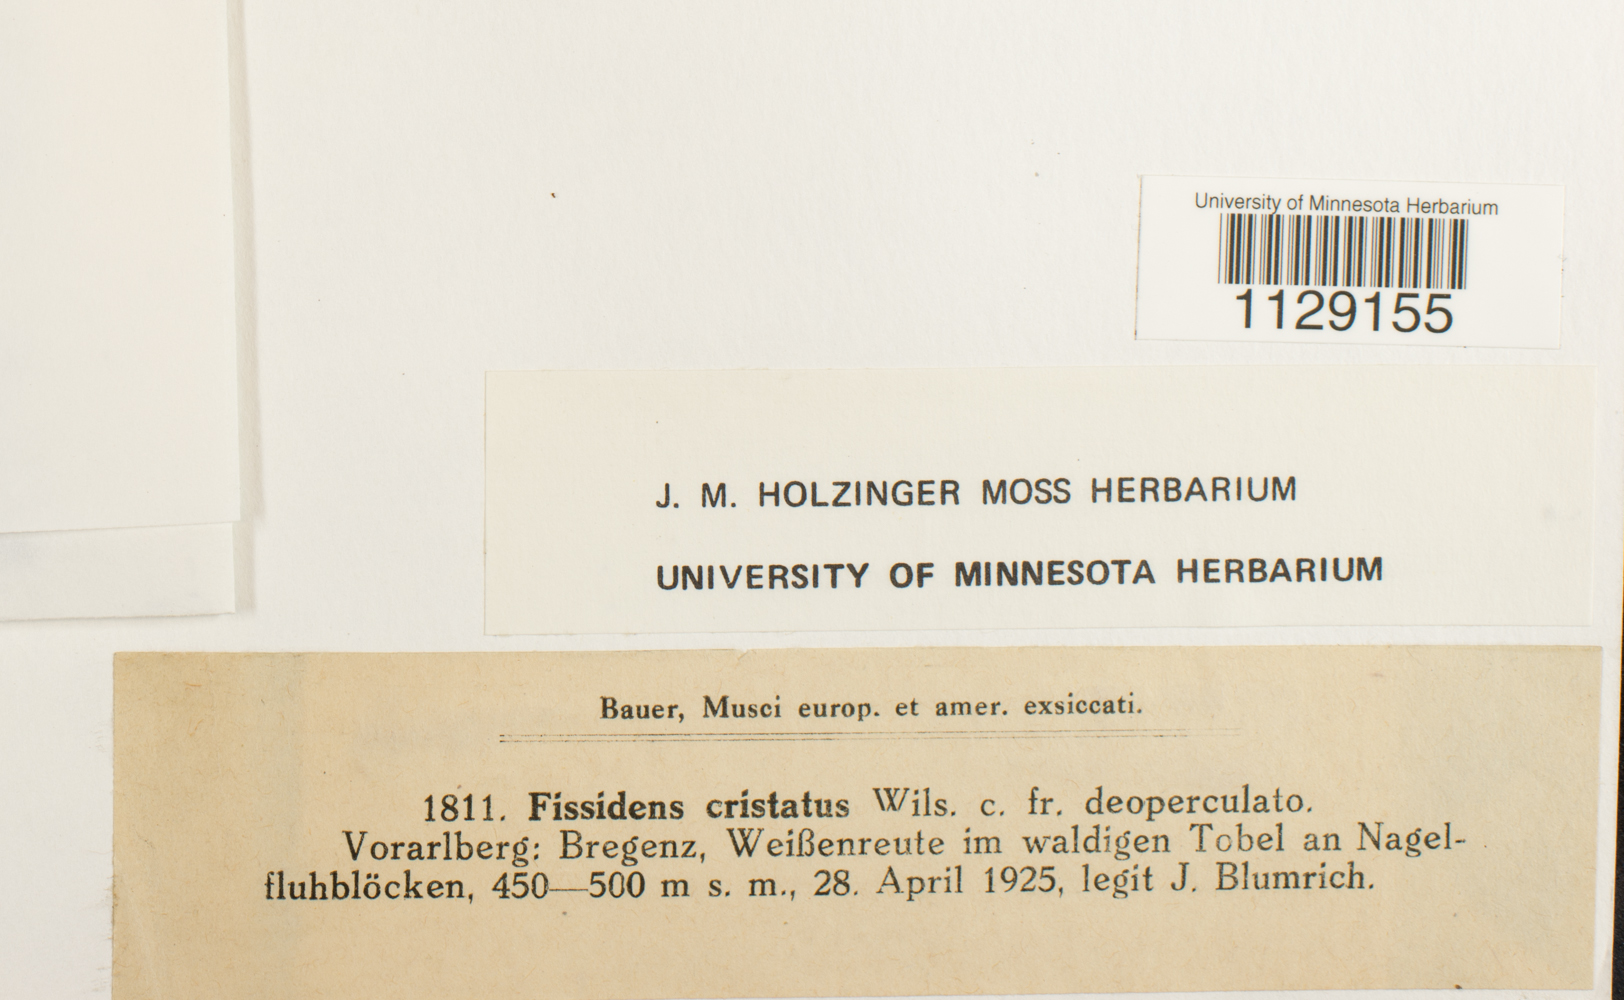 University of Minnesota Herbarium
1129155
J. M. HOLZINGER MOSS HERBARIUM
UNIVERSITY OF MINNESOTA HERBARIUM
Bauer, Musci europ. et amer. exsiccati.
1811. Fissidens cristatus Wils. c. fr. deoperculato.
Vorarlberg: Bregenz, Weißenreute im waldigen Tobel an Nagel-
fluhblöcken, 450—500 m s. m., 28. April 1925, legit J. Blumrich.